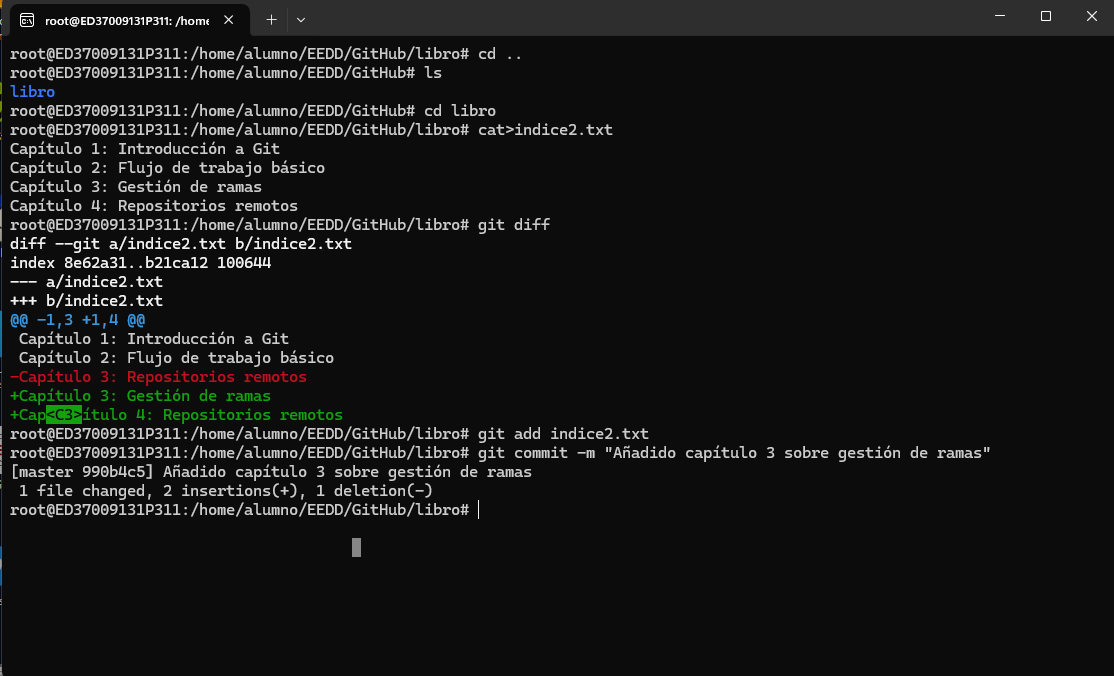 root@ED37009131P311: /home
root@ED37009131P311:/home/alumno/EEDD/GitHub/libro# cd ..
root@ED37009131P311:/home/alumno/EEDD/GitHub# ls
libro
root@ED37009131P311:/home/alumno/EEDD/GitHub# cd libro
root@ED37009131P311:/home/alumno/EEDD/GitHub/libro# cat>indice2.txt
Capítulo 1: Introducción a Git
Capítulo 2: Flujo de trabajo básico
Capítulo 3: Gestión de ramas
Capítulo 4: Repositorios remotos
root@ED37009131P311:/home/alumno/EEDD/GitHub/libro# git diff
diff --git a/indice2.txt b/indice2.txt
index 8e62a31..b21ca12 100644
--- a/indice2.txt
+++ b/indice2.txt
@@ -1,3 +1,4 @@
 Capítulo 1: Introducción a Git
 Capítulo 2: Flujo de trabajo básico
-Capítulo 3: Repositorios remotos
+Capítulo 3: Gestión de ramas
+Cap<C3>ítulo 4: Repositorios remotos
root@ED37009131P311:/home/alumno/EEDD/GitHub/libro# git add indice2.txt
root@ED37009131P311:/home/alumno/EEDD/GitHub/libro# git commit -m "Añadido capítulo 3 sobre gestión de ramas"
[master 990b4c5] Añadido capítulo 3 sobre gestión de ramas
 1 file changed, 2 insertions(+), 1 deletion(-)
root@ED37009131P311:/home/alumno/EEDD/GitHub/libro#